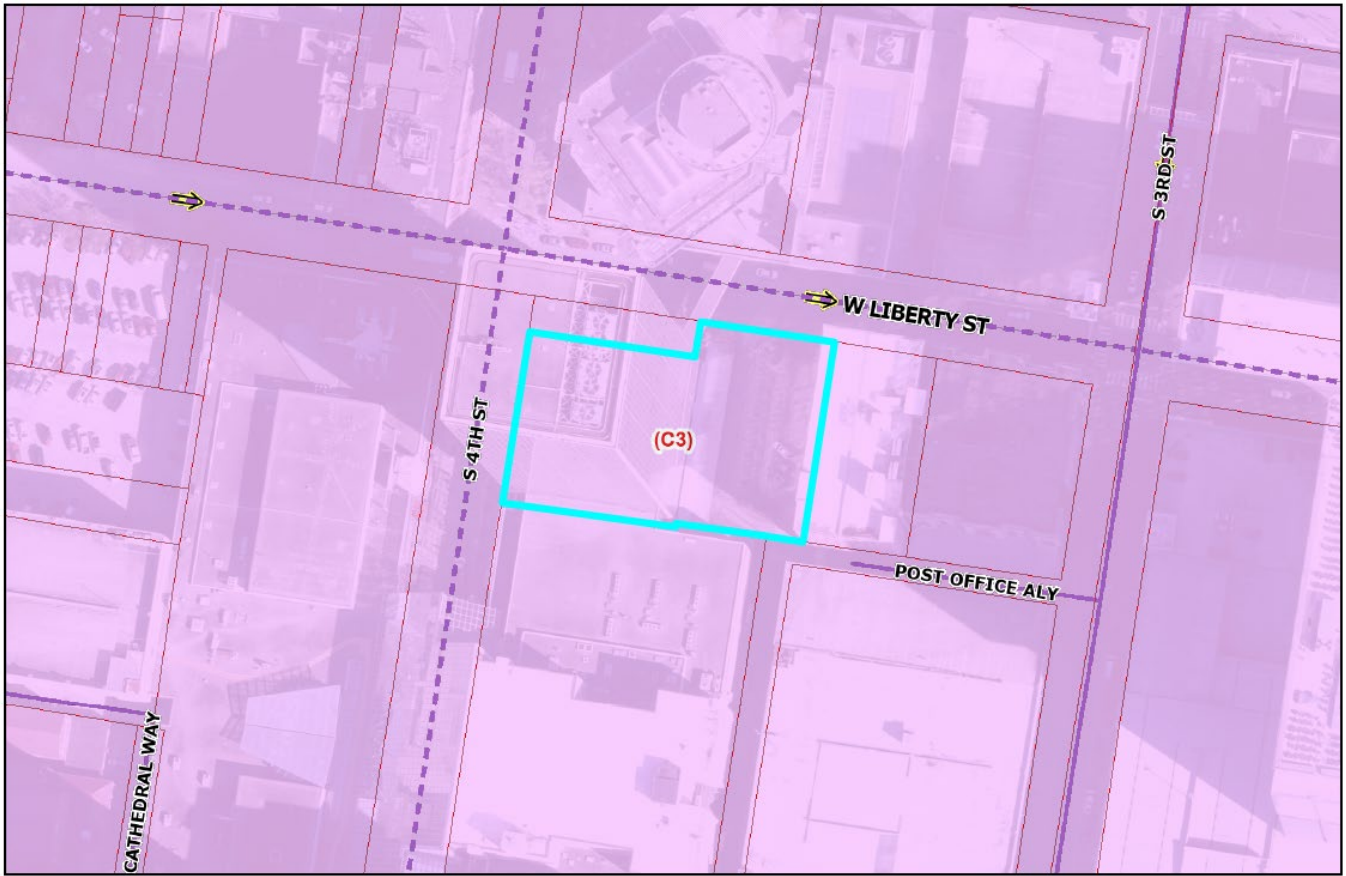 S 3RD ST
W LIBERTY ST
S 4TH ST
(C3)
POST OFFICE ALY
CATHEDRAL WAY